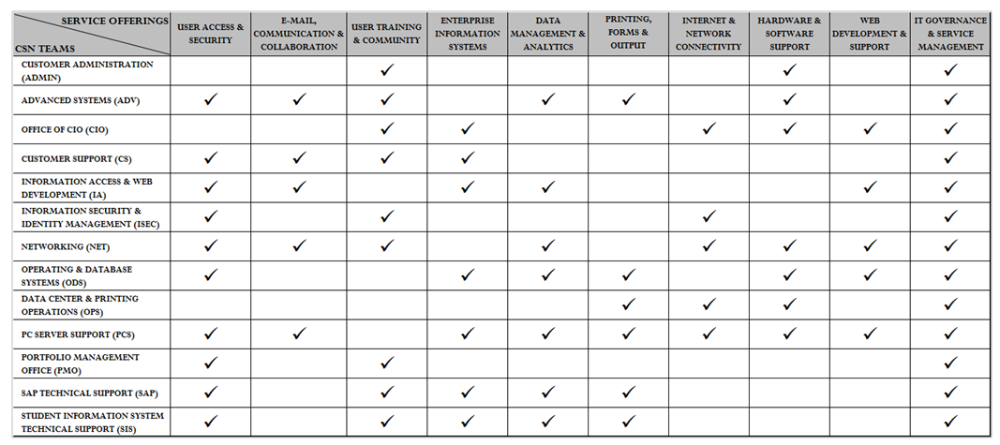 SERVICE OFFERINGS
CSN TEAMS
USER ACCESS &
SECURITY
E-MAIL,
COMMUNICATION &
COLLABORATION
USER TRAINING
& COMMUNITY
ENTERPRISE
INFORMATION
SYSTEMS
DATA
MANAGEMENT &
ANALYTICS
PRINTING,
FORMS &
OUTPUT
INTERNET &
NETWORK
CONNECTIVITY
HARDWARE &
SOFTWARE
SUPPORT
WEB
DEVELOPMENT &
SUPPORT
IT GOVERNANCE
& SERVICE
MANAGEMENT
CUSTOMER ADMINISTRATION
(ADMIN)
✓ ✓ ✓
ADVANCED SYSTEMS (ADV) ✓ ✓ ✓ ✓ ✓ ✓ ✓
OFFICE OF CIO (CIO) ✓ ✓ ✓ ✓ ✓ ✓
CUSTOMER SUPPORT (CS) ✓ ✓ ✓ ✓ ✓
INFORMATION ACCESS & WEB
DEVELOPMENT (IA)
✓ ✓ ✓ ✓ ✓ ✓
INFORMATION SECURITY &
IDENTITY MANAGEMENT (ISEC)
✓ ✓ ✓ ✓
NETWORKING (NET) ✓ ✓ ✓ ✓ ✓ ✓ ✓ ✓
OPERATING & DATABASE
SYSTEMS (ODS)
✓ ✓ ✓ ✓ ✓ ✓ ✓
DATA CENTER & PRINTING
OPERATIONS (OPS)
✓ ✓ ✓ ✓
PC SERVER SUPPORT (PCS) ✓ ✓ ✓ ✓ ✓ ✓ ✓ ✓ ✓
PORTFOLIO MANAGEMENT
OFFICE (PMO)
✓ ✓ ✓
SAP TECHNICAL SUPPORT (SAP) ✓ ✓ ✓ ✓ ✓ ✓
STUDENT INFORMATION SYSTEM
TECHNICAL SUPPORT (SIS)
✓ ✓ ✓ ✓ ✓ ✓